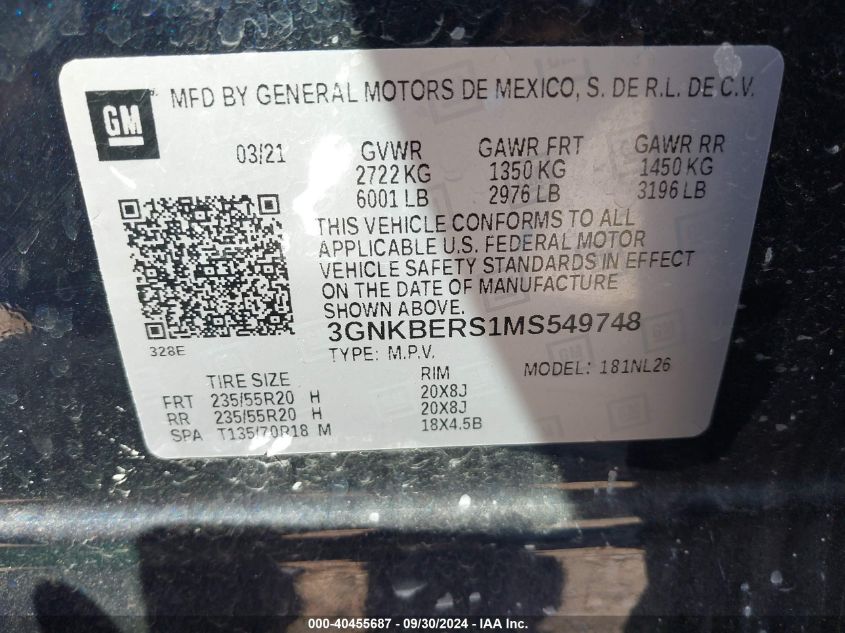 GM
MFD BY GENERAL MOTORS DE MEXICO, S. DE R.L. DE C.V.
03/21 GVWR GAWR FRT GAWR RR
2722 KG 1350 KG 1450 KG
6001 LB 2976 LB 3196 LB
THIS VEHICLE CONFORMS TO ALL
APPLICABLE U.S. FEDERAL MOTOR
VEHICLE SAFETY STANDARDS IN EFFECT
ON THE DATE OF MANUFACTURE
SHOWN ABOVE.
3GNKBERS1MS549748
328E
TYPE: M.P.V. MODEL: 181NL26
TIRE SIZE RIM
FRT 235/55R20 H 20X8J
RR 235/55R20 H 20X8J
SPA T135/70R18 M 18X4.5B
000-40455687 - 09/30/2024 - IAA Inc.